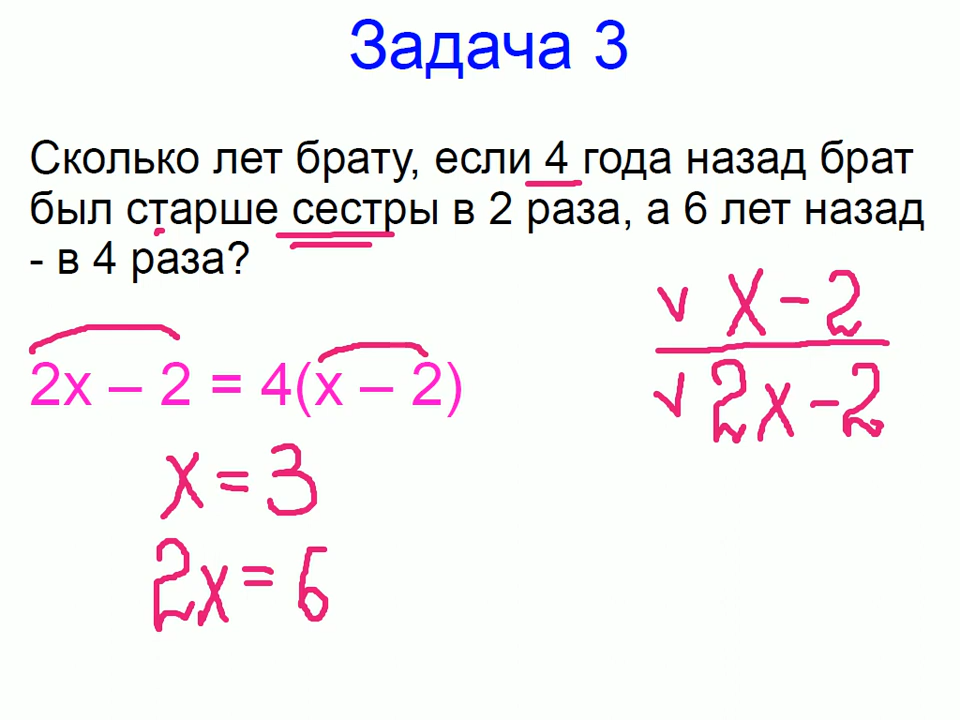 Задача 3
Сколько лет брату, если 4 года назад брат
был старше сестры в 2 раза, а 6 лет назад
- в 4 раза?
2х – 2 = 4(х – 2)
x = 3
2x = 6
√ x – 2
√ 2x – 2